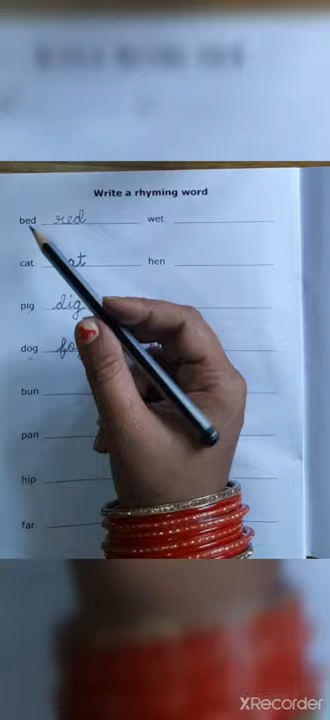 Write a rhyming word
bed red wet
cat hen
pig dig
dog
bun
pan
hip
far
XRecorder